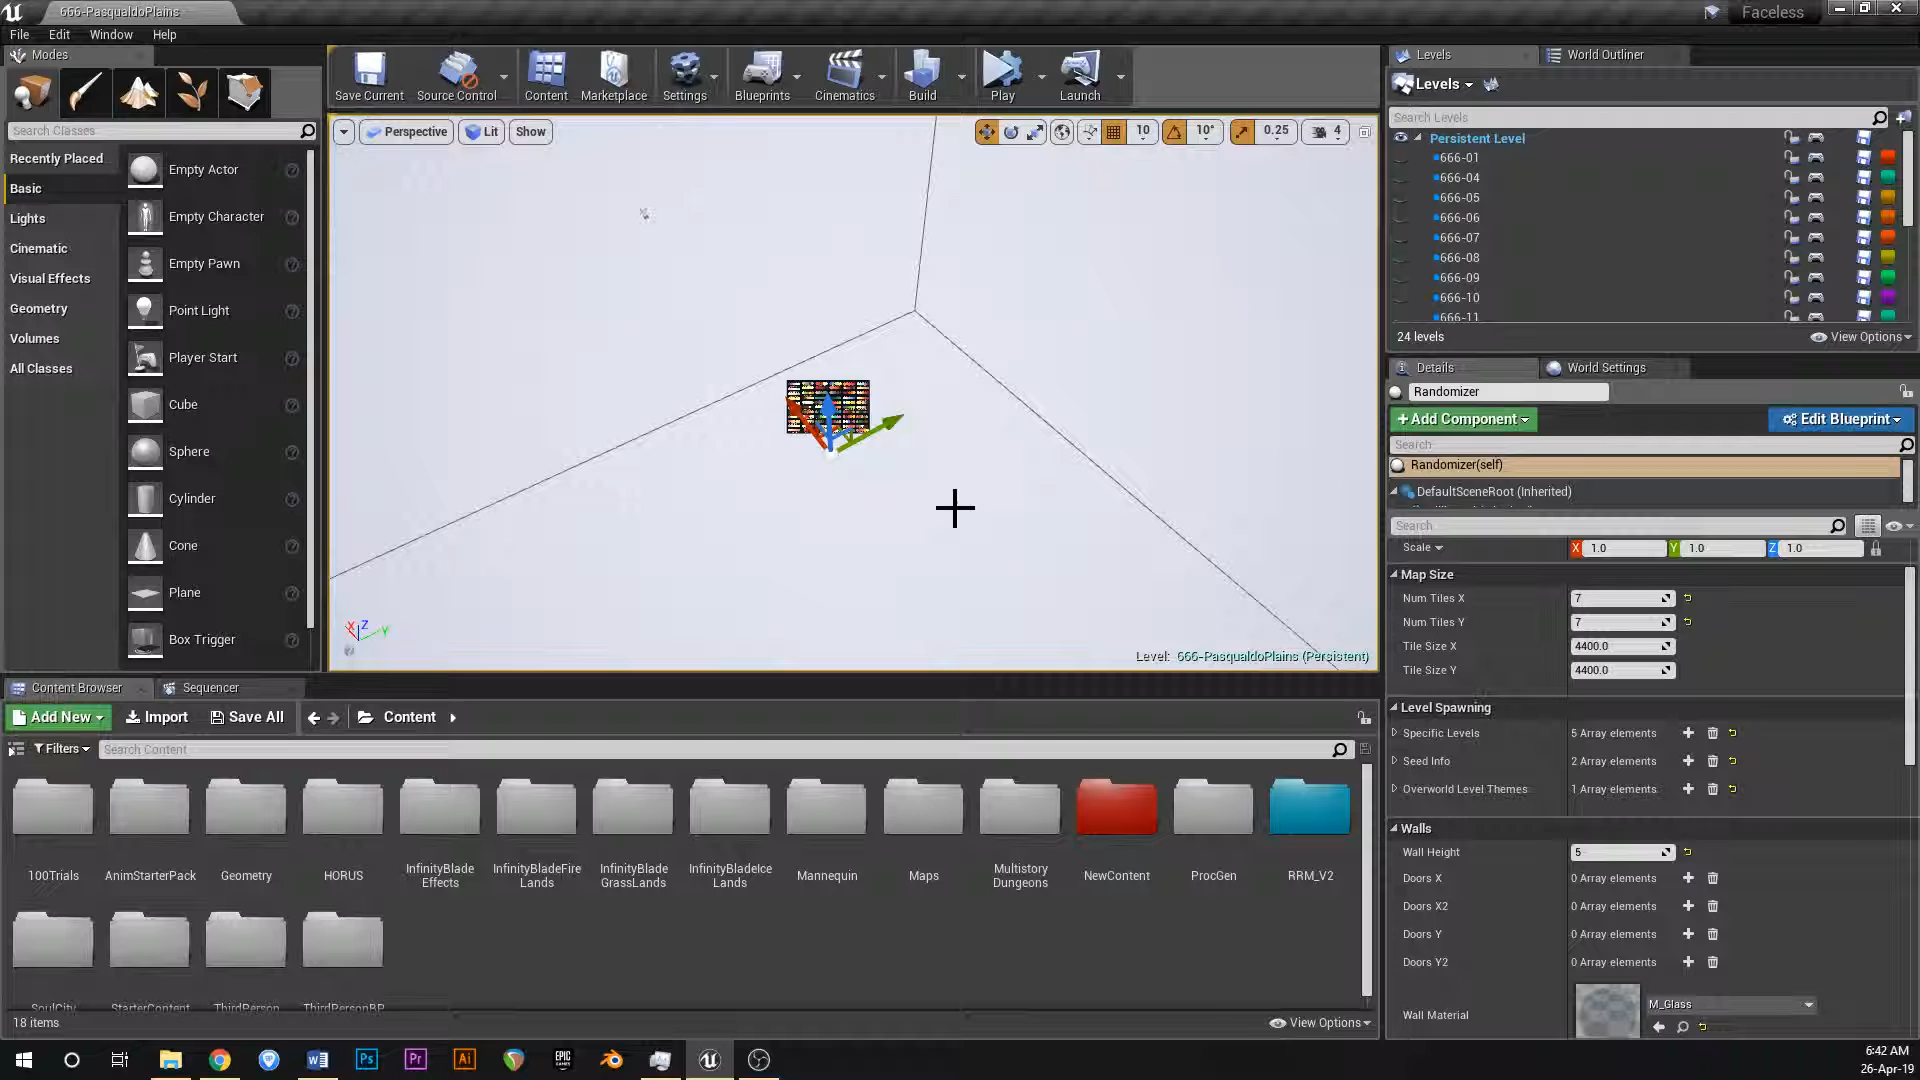 666-PasqualdoPlains
Faceless
File Edit Window Help
Modes
Search Classes
Recently Placed
Basic
Lights
Cinematic
Visual Effects
Geometry
Volumes
All Classes
Empty Actor
Empty Character
Empty Pawn
Point Light
Player Start
Cube
Sphere
Cylinder
Cone
Plane
Box Trigger
Save Current Source Control Content Marketplace Settings Blueprints Cinematics Build Play Launch
Perspective Lit Show
10 10° 0.25 4
X Z Y
Level: 666-PasqualdoPlains (Persistent)
Levels World Outliner
Levels
Search Levels
Persistent Level
666-01
666-04
666-05
666-06
666-07
666-08
666-09
666-10
666-11
24 levels View Options
Details World Settings
Randomizer
+Add Component Edit Blueprint
Search
Randomizer(self)
DefaultSceneRoot (Inherited)
Search
Scale X 1.0 Y 1.0 Z 1.0
Map Size
Num Tiles X 7
Num Tiles Y 7
Tile Size X 4400.0
Tile Size Y 4400.0
Level Spawning
Specific Levels 5 Array elements
Seed Info 2 Array elements
Overworld Level Themes 1 Array elements
Walls
Wall Height 5
Doors X 0 Array elements
Doors X2 0 Array elements
Doors Y 0 Array elements
Doors Y2 0 Array elements
Wall Material M_Glass
Content Browser Sequencer
Add New Import Save All Content
Filters Search Content
100Trials AnimStarterPack Geometry HORUS InfinityBlade Effects InfinityBladeFire Lands InfinityBlade GrassLands InfinityBladeIce Lands Mannequin Maps Multistory Dungeons NewContent ProcGen RRM_V2
SoulCity StarterContent ThirdPerson ThirdPersonBP
18 items View Options
Ps Pr Ai EPIC GAMES
6:42 AM
26-Apr-19